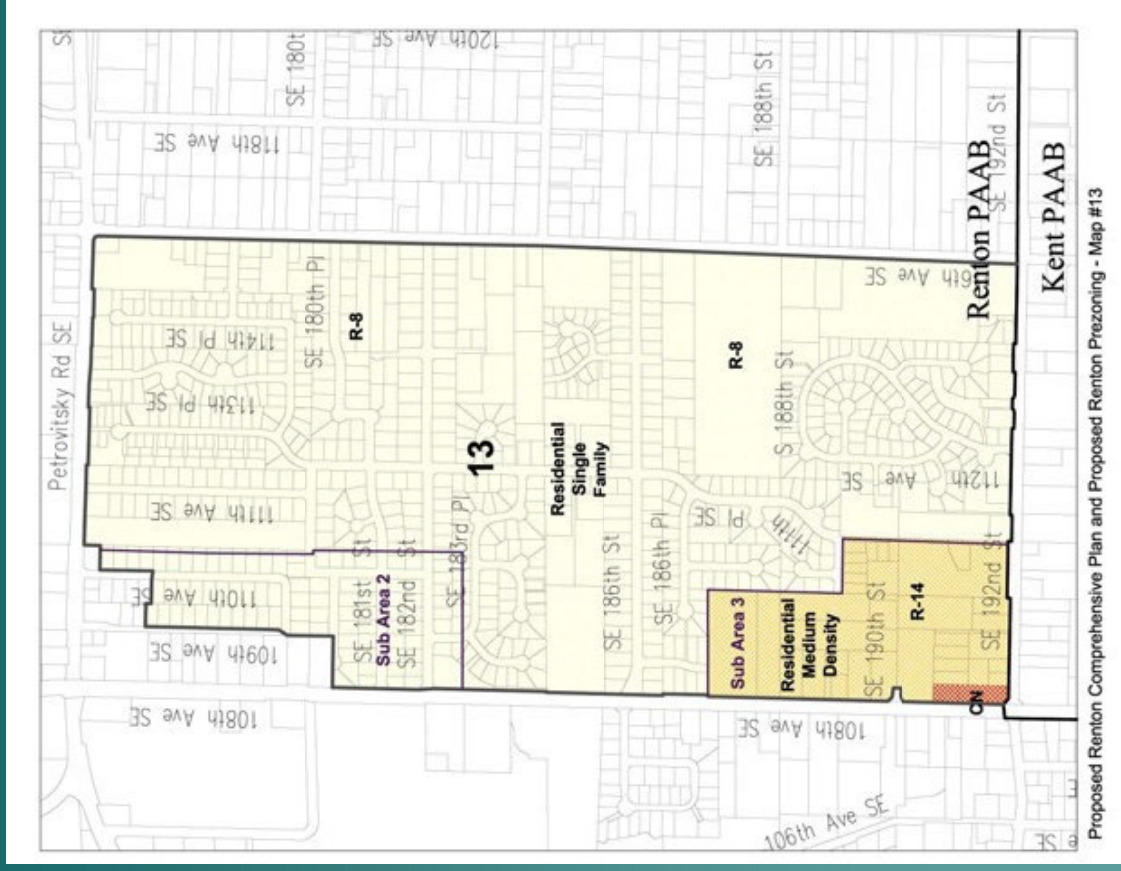 SE 180t
120th Ave SE
118th Ave SE
SE 188th St
SE 192nd St
Renton PAAB
Kent PAAB
Petrovitsky Rd SE
114th Pl SE
113th Pl SE
111th Ave SE
SE 180th Pl
R-8
13
SE 183rd Pl
Residential
Single
Family
R-8
S 188th St
6th Ave SE
112th Ave SE
SE 186th St
SE 186th Pl
111th Pl SE
110th Ave SE
109th Ave SE
SE 181st St
Sub Area 2
SE 182nd St
Sub Area 3
Residential
Medium
Density
SE 190th St
R-14
SE 192nd St
CN
108th Ave SE
108th Ave SE
106th Ave SE
SE
Proposed Renton Comprehensive Plan and Proposed Renton Prezoning - Map #13